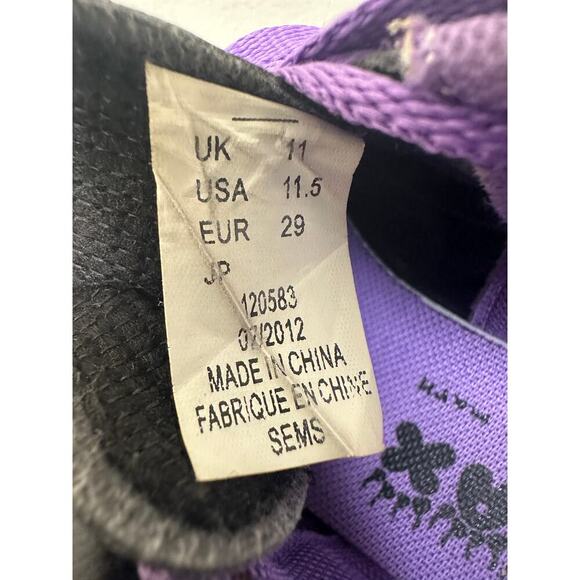 UK 11
USA 11.5
EUR 29
JP
120583
07/2012
MADE IN CHINA
FABRIQUE EN CHINE
SEMS